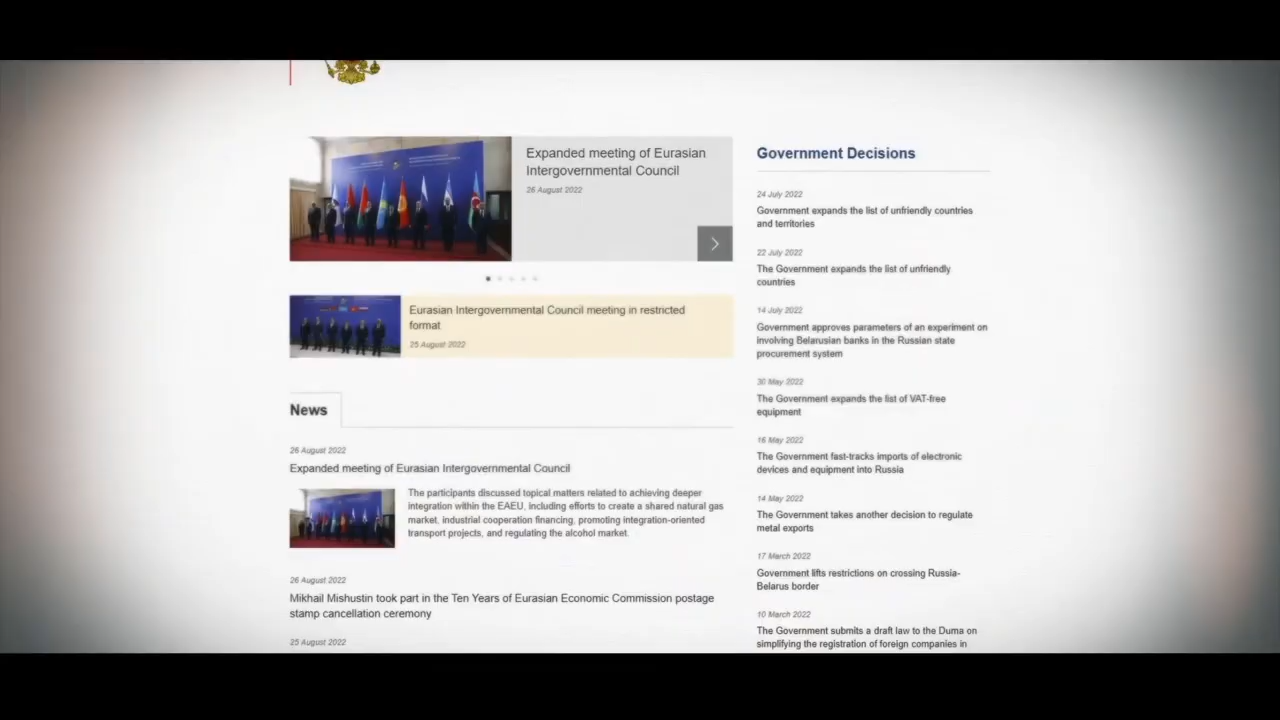 Expanded meeting of Eurasian
Intergovernmental Council
26 August 2022
Eurasian Intergovernmental Council meeting in restricted
format
25 August 2022
News
26 August 2022
Expanded meeting of Eurasian Intergovernmental Council
The participants discussed topical matters related to achieving deeper
integration within the EAEU, including efforts to create a shared natural gas
market, industrial cooperation financing, promoting integration-oriented
transport projects, and regulating the alcohol market.
26 August 2022
Mikhail Mishustin took part in the Ten Years of Eurasian Economic Commission postage
stamp cancellation ceremony
25 August 2022
Government Decisions
24 July 2022
Government expands the list of unfriendly countries
and territories
22 July 2022
The Government expands the list of unfriendly
countries
14 July 2022
Government approves parameters of an experiment on
involving Belarusian banks in the Russian state
procurement system
30 May 2022
The Government expands the list of VAT-free
equipment
16 May 2022
The Government fast-tracks imports of electronic
devices and equipment into Russia
14 May 2022
The Government takes another decision to regulate
metal exports
17 March 2022
Government lifts restrictions on crossing Russia-
Belarus border
10 March 2022
The Government submits a draft law to the Duma on
simplifying the registration of foreign companies in